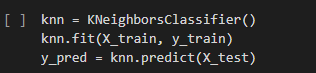 [ ] knn = KNeighborsClassifier()
knn.fit(X_train, y_train)
y_pred = knn.predict(X_test)